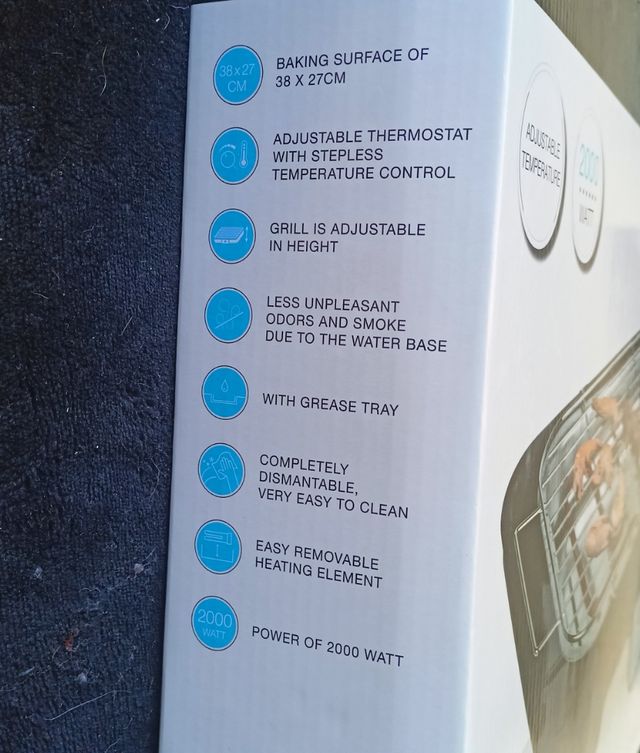 38 x 27
CM
BAKING SURFACE OF
38 X 27CM
ADJUSTABLE THERMOSTAT
WITH STEPLESS
TEMPERATURE CONTROL
GRILL IS ADJUSTABLE
IN HEIGHT
LESS UNPLEASANT
ODORS AND SMOKE
DUE TO THE WATER BASE
WITH GREASE TRAY
COMPLETELY
DISMANTABLE,
VERY EASY TO CLEAN
EASY REMOVABLE
HEATING ELEMENT
2000
WATT
POWER OF 2000 WATT
ADJUSTABLE
TEMPERATURE
2000
WATT